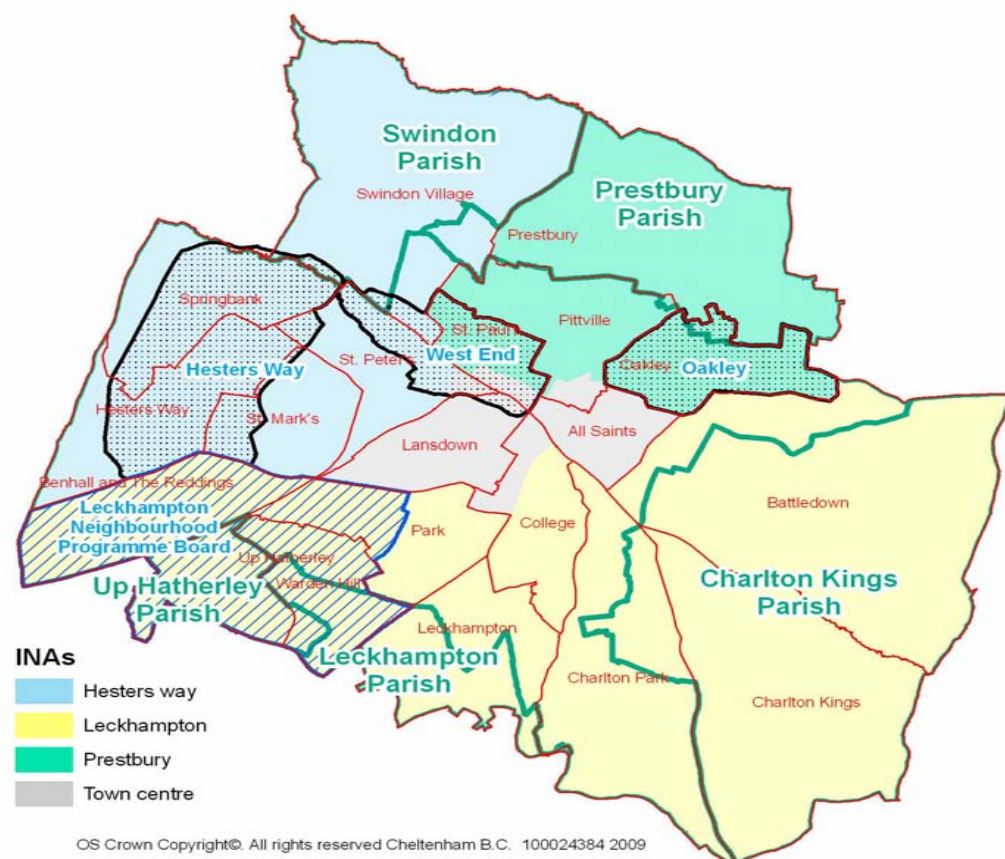 Swindon
Parish
Swindon Village
Prestbury
Parish
Prestbury
Springbank
St. Paul's
Pittville
St. Peter's
West End
Oakley
Oakley
Hesters Way
Hesters Way
St. Mark's
Lansdown
All Saints
Benhall and The Reddings
Leckhampton
Neighbourhood
Programme Board
Park
College
Battledown
Up Hatherley
Up Hatherley
Parish
Warden Hill
Charlton Kings
Parish
Leckhampton
Leckhampton
Parish
Charlton Park
Charlton Kings
INAs
Hesters way
Leckhampton
Prestbury
Town centre
OS Crown Copyright©. All rights reserved Cheltenham B.C. 100024384 2009